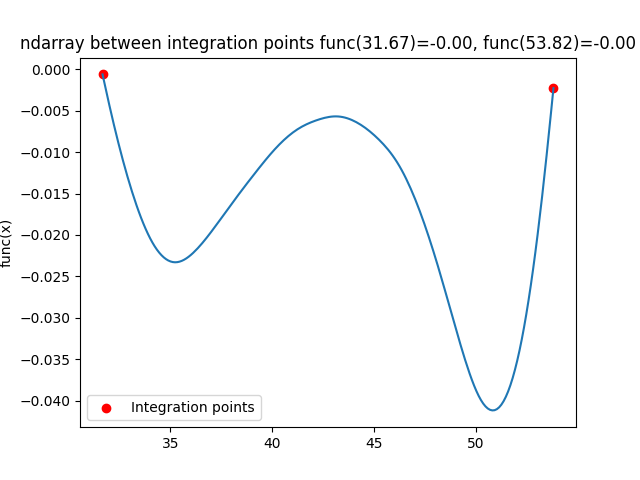 ndarray between integration points func(31.67)=-0.00, func(53.82)=-0.00
0.000
−0.005
−0.010
−0.015
−0.020
−0.025
−0.030
−0.035
−0.040
func(x)
Integration points
35 40 45 50